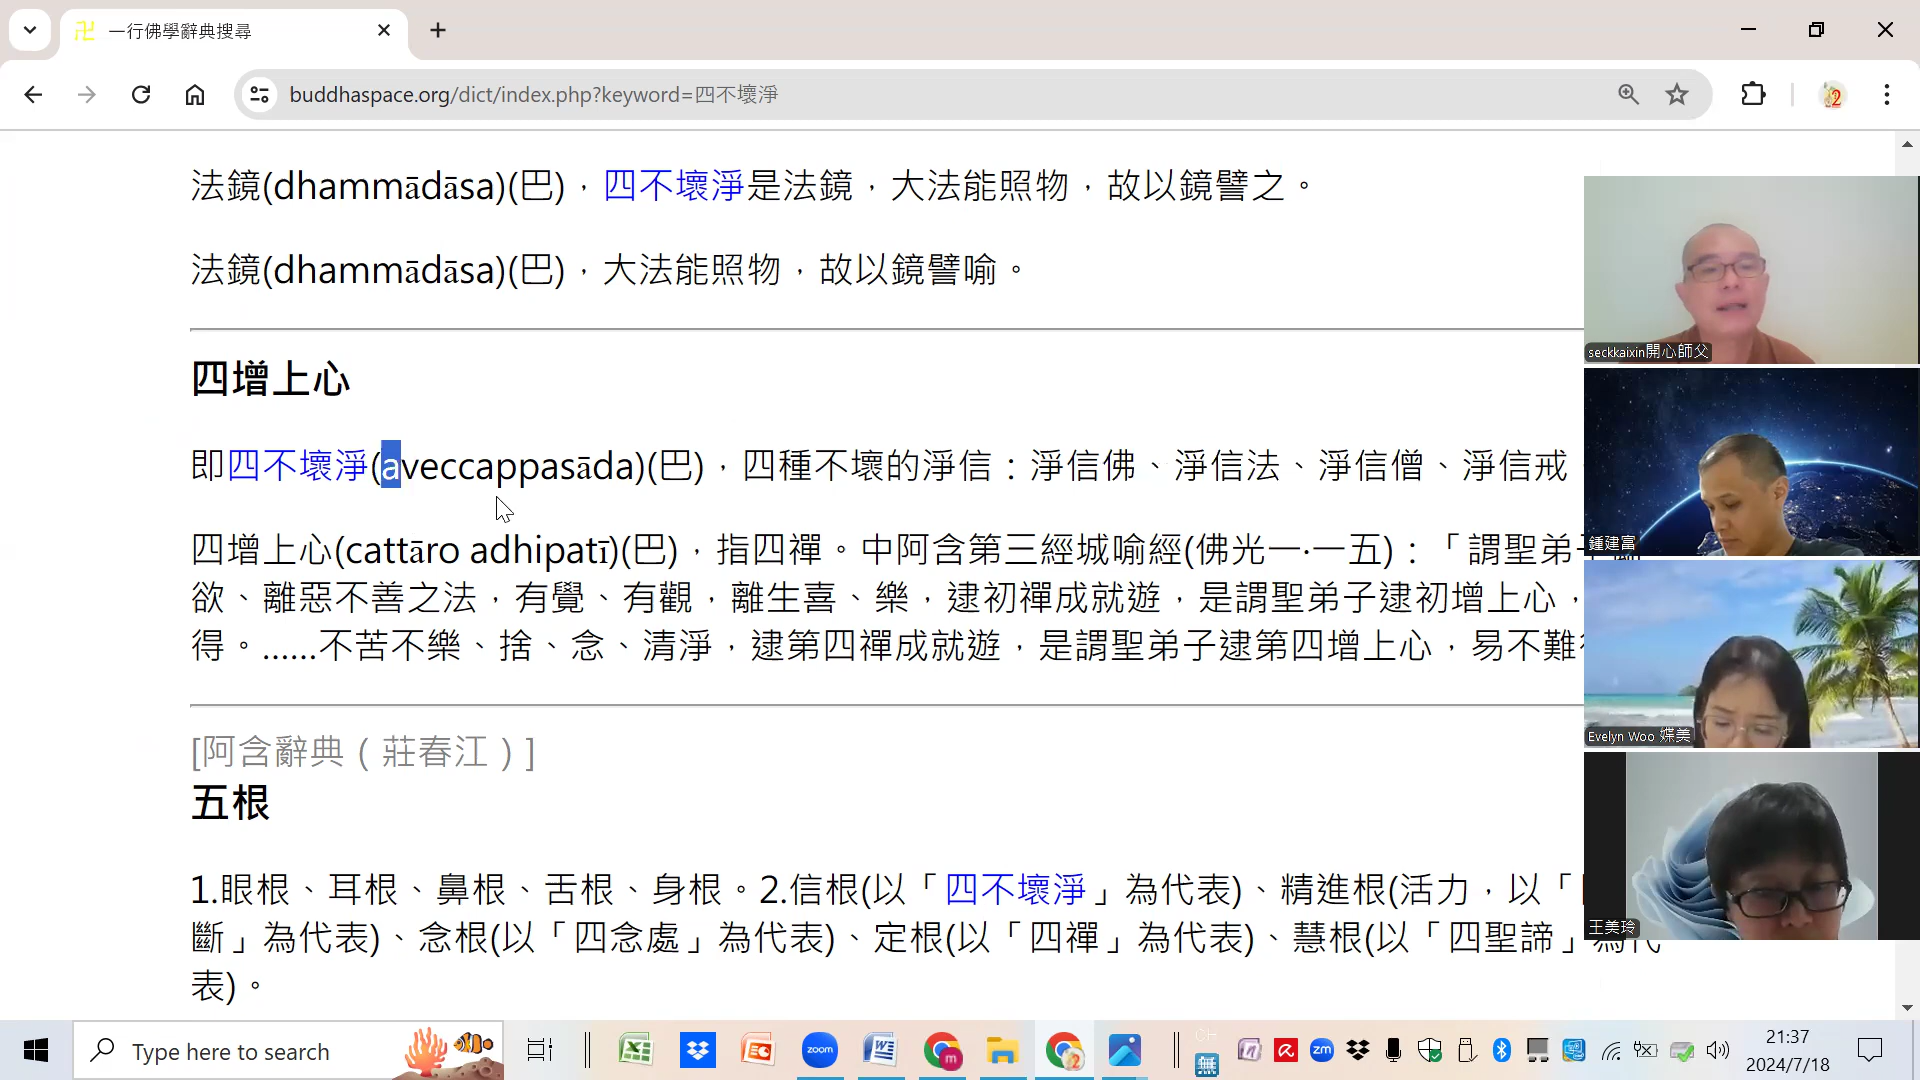 一行佛學辭典搜尋
buddhaspace.org/dict/index.php?keyword=四不壞淨
法鏡(dhammādāsa)(巴)，四不壞淨是法鏡，大法能照物，故以鏡譬之。
法鏡(dhammādāsa)(巴)，大法能照物，故以鏡譬喻。
四增上心
即四不壞淨(aveccappasāda)(巴)，四種不壞的淨信：淨信佛、淨信法、淨信僧、淨信戒
四增上心(cattāro adhipatī)(巴)，指四禪。中阿含第三經城喻經(佛光一·一五)：「謂聖弟
欲、離惡不善之法，有覺、有觀，離生喜、樂，逮初禪成就遊，是謂聖弟子逮初增上心，
得。……不苦不樂、捨、念、清淨，逮第四禪成就遊，是謂聖弟子逮第四增上心，易不難
[阿含辭典（莊春江）]
五根
1.眼根、耳根、鼻根、舌根、身根。2.信根(以「四不壞淨」為代表)、精進根(活力，以「
斷」為代表)、念根(以「四念處」為代表)、定根(以「四禪」為代表)、慧根(以「四聖諦」為代
表)。
seckkaixin開心師父
鍾建富
Evelyn Woo 媒美
王美玲
Type here to search
zoom
zm
CH
21:37
2024/7/18